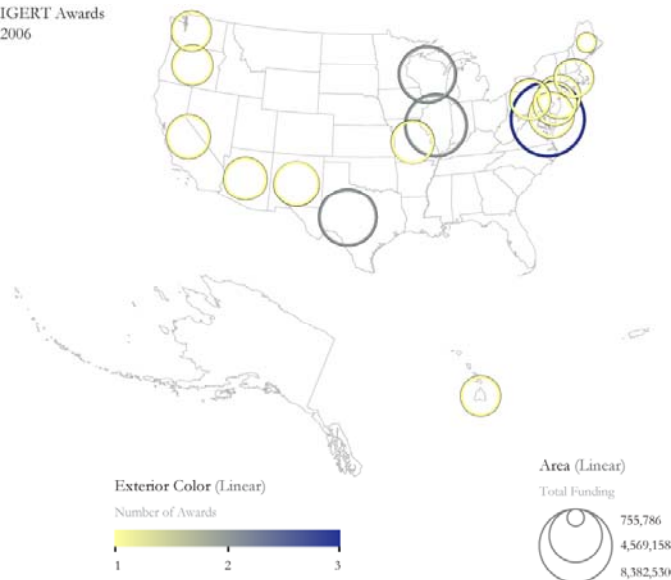 IGERT Awards
2006
Exterior Color (Linear)
Number of Awards
1 2 3
Area (Linear)
Total Funding
755,786
4,569,158
8,382,530